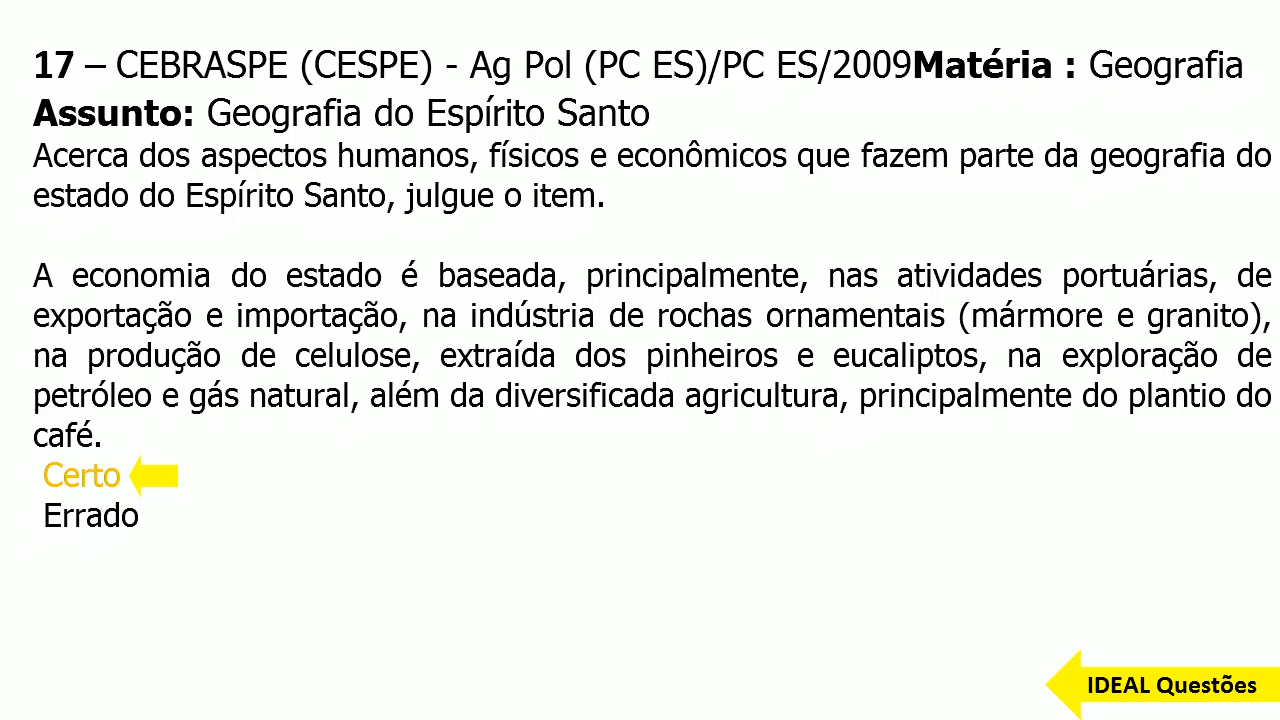 17 – CEBRASPE (CESPE) - Ag Pol (PC ES)/PC ES/2009Matéria : Geografia
Assunto: Geografia do Espírito Santo
Acerca dos aspectos humanos, físicos e econômicos que fazem parte da geografia do
estado do Espírito Santo, julgue o item.
A economia do estado é baseada, principalmente, nas atividades portuárias, de
exportação e importação, na indústria de rochas ornamentais (mármore e granito),
na produção de celulose, extraída dos pinheiros e eucaliptos, na exploração de
petróleo e gás natural, além da diversificada agricultura, principalmente do plantio do
café.
Certo
Errado
IDEAL Questões